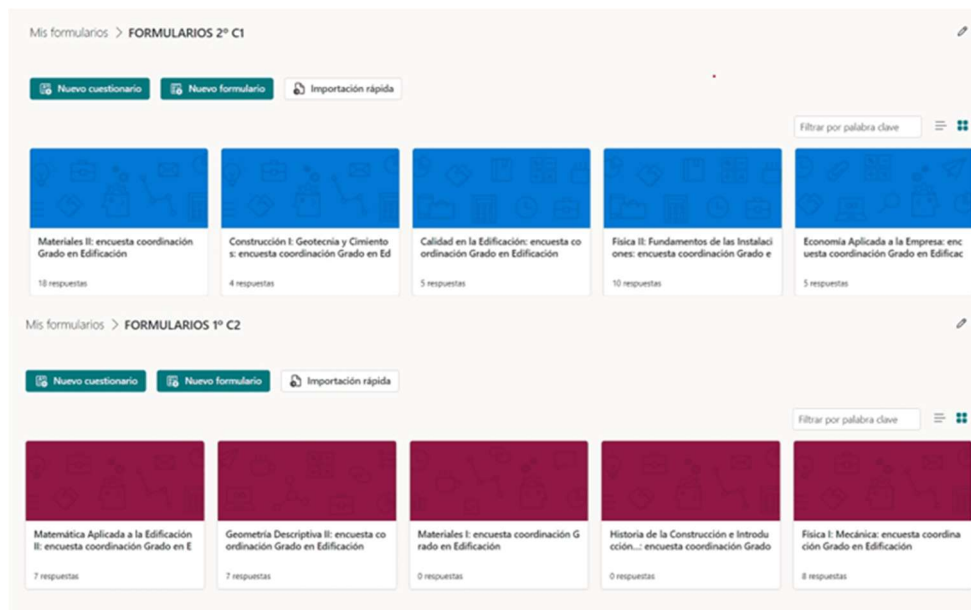 Mis formularios > FORMULARIOS 2º C1
Nuevo cuestionario
Nuevo formulario
Importación rápida
Filtrar por palabra clave
Materiales II: encuesta coordinación
Grado en Edificación
18 respuestas
Construcción I: Geotecnia y Cimiento
s: encuesta coordinación Grado en Ed
4 respuestas
Calidad en la Edificación: encuesta co
ordinación Grado en Edificación
5 respuestas
Física II: Fundamentos de las Instalaci
ones: encuesta coordinación Grado e
10 respuestas
Economía Aplicada a la Empresa: enc
uesta coordinación Grado en Edificac
5 respuestas
Mis formularios > FORMULARIOS 1º C2
Nuevo cuestionario
Nuevo formulario
Importación rápida
Filtrar por palabra clave
Matemática Aplicada a la Edificación
II: encuesta coordinación Grado en E
7 respuestas
Geometría Descriptiva II: encuesta co
ordinación Grado en Edificación
7 respuestas
Materiales I: encuesta coordinación G
rado en Edificación
0 respuestas
Historia de la Construcción e Introdu
cción...: encuesta coordinación Grado
0 respuestas
Física I: Mecánica: encuesta coordina
ción Grado en Edificación
8 respuestas